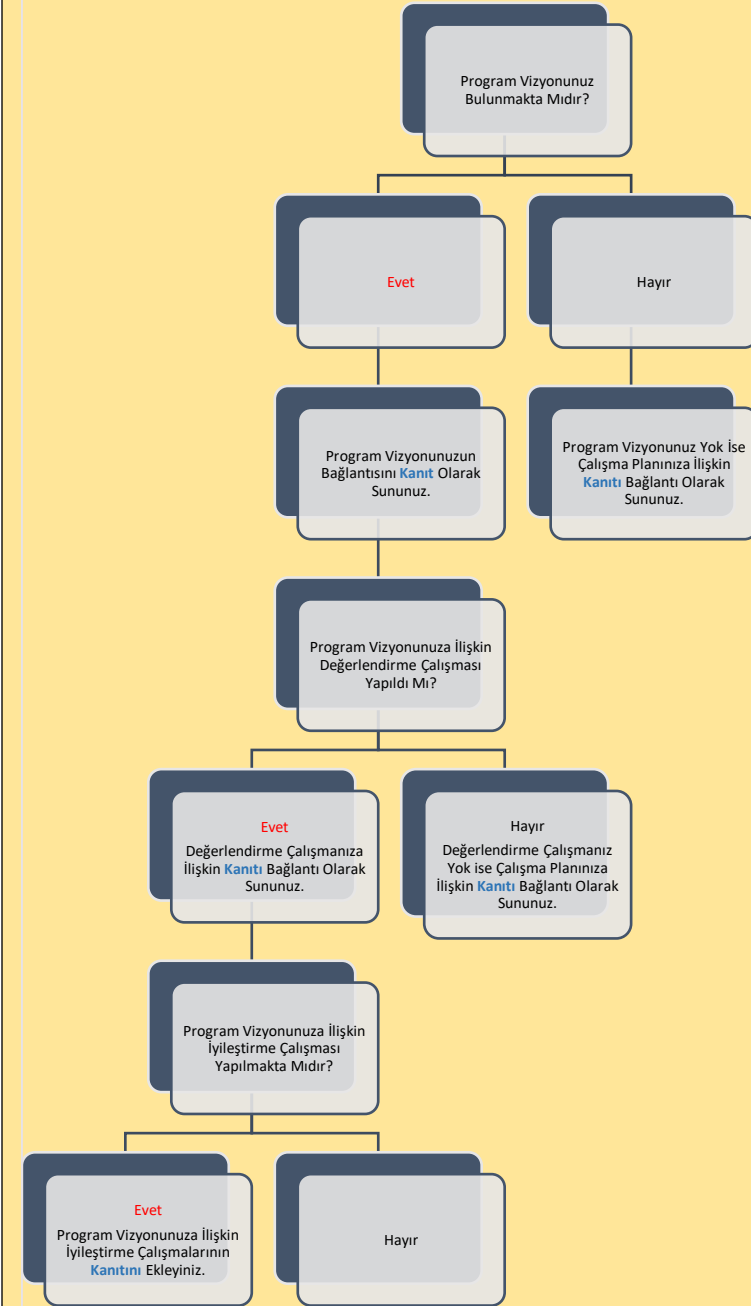 Program Vizyonunuz
Bulunmakta Mıdır?
Evet
Hayır
Program Vizyonunuzun
Bağlantısını Kanıt Olarak
Sununuz.
Program Vizyonunuz Yok İse
Çalışma Planınıza İlişkin
Kanıtı Bağlantı Olarak
Sununuz.
Program Vizyonunuza İlişkin
Değerlendirme Çalışması
Yapıldı Mı?
Evet
Değerlendirme Çalışmanıza
İlişkin Kanıtı Bağlantı Olarak
Sununuz.
Hayır
Değerlendirme Çalışmanız
Yok ise Çalışma Planınıza
İlişkin Kanıtı Bağlantı Olarak
Sununuz.
Program Vizyonunuza İlişkin
İyileştirme Çalışması
Yapılmakta Mıdır?
Evet
Program Vizyonunuza İlişkin
İyileştirme Çalışmalarının
Kanıtını Ekleyiniz.
Hayır